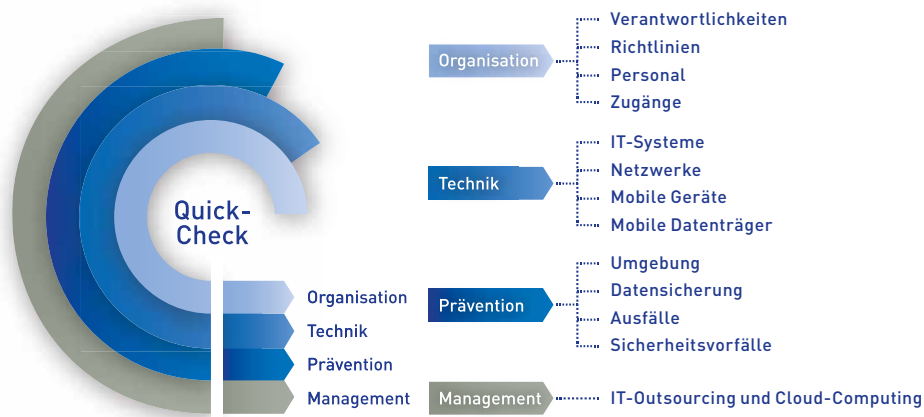 Quick-
Check
Organisation
Technik
Prävention
Management
Organisation
Verantwortlichkeiten
Richtlinien
Personal
Zugänge
Technik
IT-Systeme
Netzwerke
Mobile Geräte
Mobile Datenträger
Prävention
Umgebung
Datensicherung
Ausfälle
Sicherheitsvorfälle
Management
IT-Outsourcing und Cloud-Computing